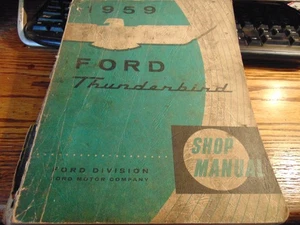 1959
FORD
Thunderbird
SHOP
MANUAL
FORD DIVISION
FORD MOTOR COMPANY